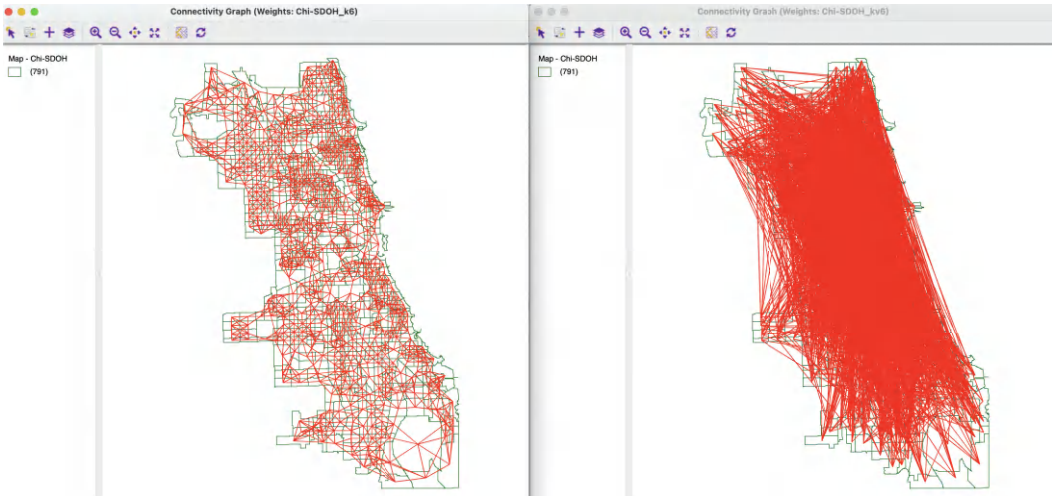 Connectivity Graph (Weights: Chi-SDOH_k6)
Map - Chi-SDOH
(791)
Connectivity Graph (Weights: Chi-SDOH_kv6)
Map - Chi-SDOH
(791)